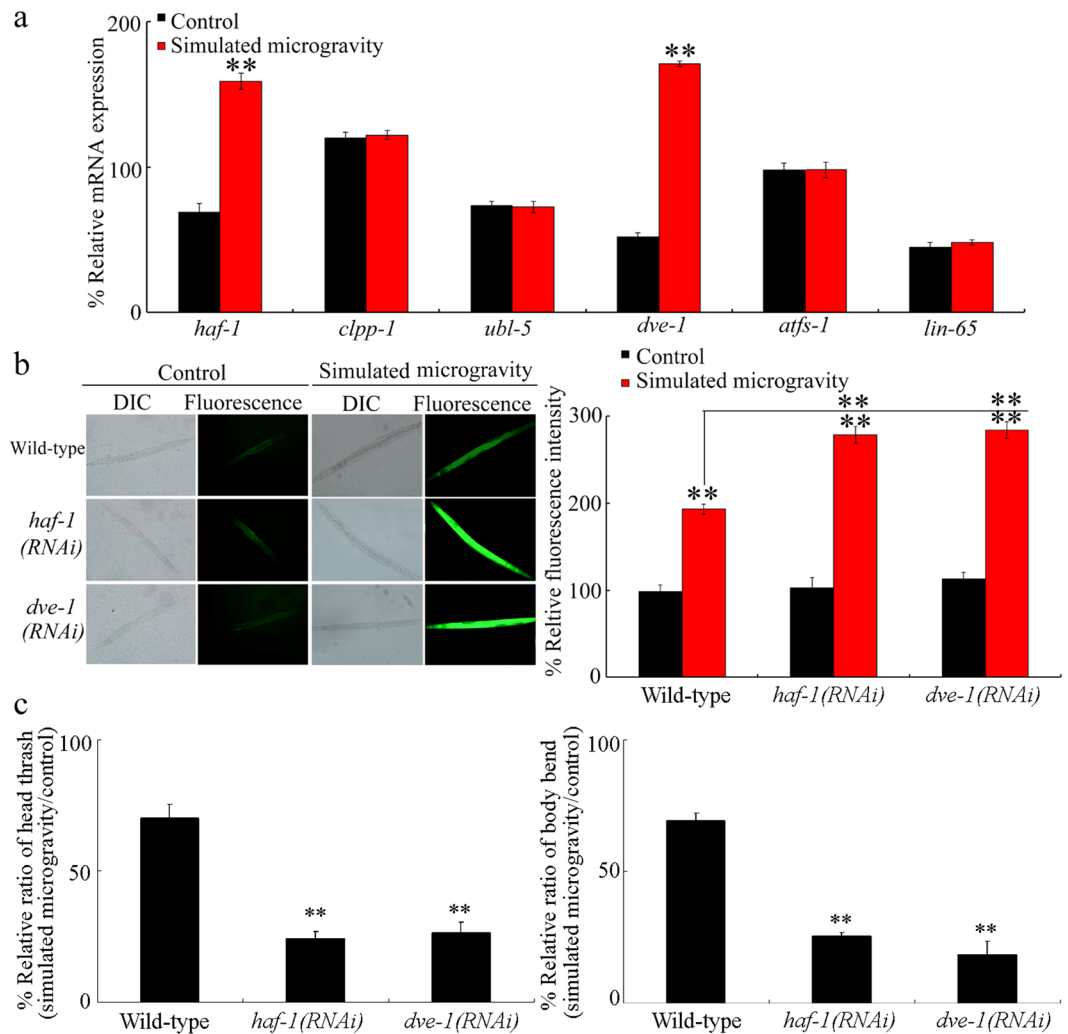 a
200
100
0
% Relative mRNA expression
Control
Simulated microgravity
**
**
haf-1 clpp-1 ubl-5 dve-1 atfs-1 lin-65
b
Control Simulated microgravity
DIC Fluorescence DIC Fluorescence
Wild-type
haf-1
(RNAi)
dve-1
(RNAi)
Control
Simulated microgravity
% Reltive fluorescence intensity
300
200
100
0
**
** **
** **
Wild-type haf-1(RNAi) dve-1(RNAi)
c
% Relative ratio of head thrash
(simulated microgravity/control)
100
50
0
** **
Wild-type haf-1(RNAi) dve-1(RNAi)
% Relative ratio of body bend
(simulated microgravity/control)
100
50
0
** **
Wild-type haf-1(RNAi) dve-1(RNAi)